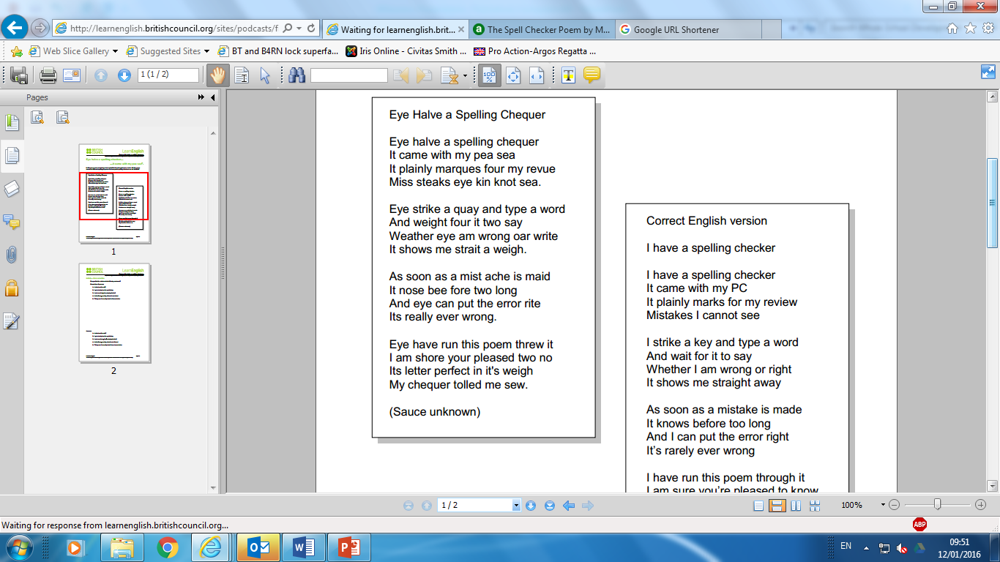 http://learnenglish.britishcouncil.org/sites/podcasts/f
Waiting for learnenglish.brit...
The Spell Checker Poem by M...
Google URL Shortener
Web Slice Gallery
Suggested Sites
BT and B4RN lock superfa...
Iris Online - Civitas Smith ...
Pro Action-Argos Regatta ...
1 (1 / 2)
Pages
1
2
Eye Halve a Spelling Chequer
Eye halve a spelling chequer
It came with my pea sea
It plainly marques four my revue
Miss steaks eye kin knot sea.
Eye strike a quay and type a word
And weight four it two say
Weather eye am wrong oar write
It shows me strait a weigh.
As soon as a mist ache is maid
It nose bee fore two long
And eye can put the error rite
Its really ever wrong.
Eye have run this poem threw it
I am shore your pleased two no
Its letter perfect in it's weigh
My chequer tolled me sew.
(Sauce unknown)
Correct English version
I have a spelling checker
I have a spelling checker
It came with my PC
It plainly marks for my review
Mistakes I cannot see
I strike a key and type a word
And wait for it to say
Whether I am wrong or right
It shows me straight away
As soon as a mistake is made
It knows before too long
And I can put the error right
It's rarely ever wrong
I have run this poem through it
I am sure you're pleased to know
1 / 2
100%
Waiting for response from learnenglish.britishcouncil.org...
ABP
EN
09:51
12/01/2016